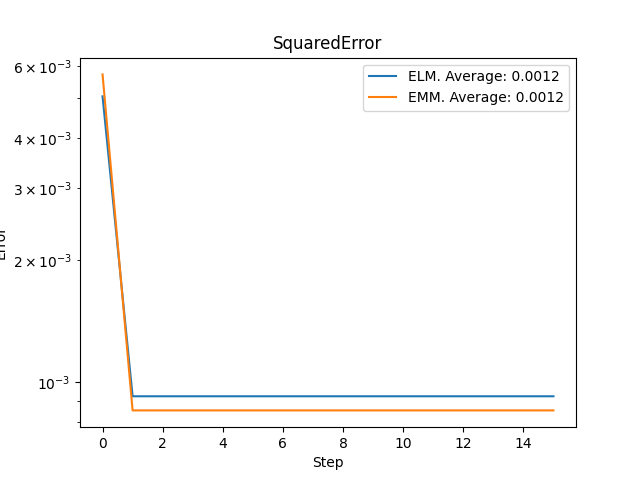 SquaredError
ELM. Average: 0.0012
EMM. Average: 0.0012
6 × 10⁻³
4 × 10⁻³
3 × 10⁻³
2 × 10⁻³
10⁻³
Error
0 2 4 6 8 10 12 14
Step